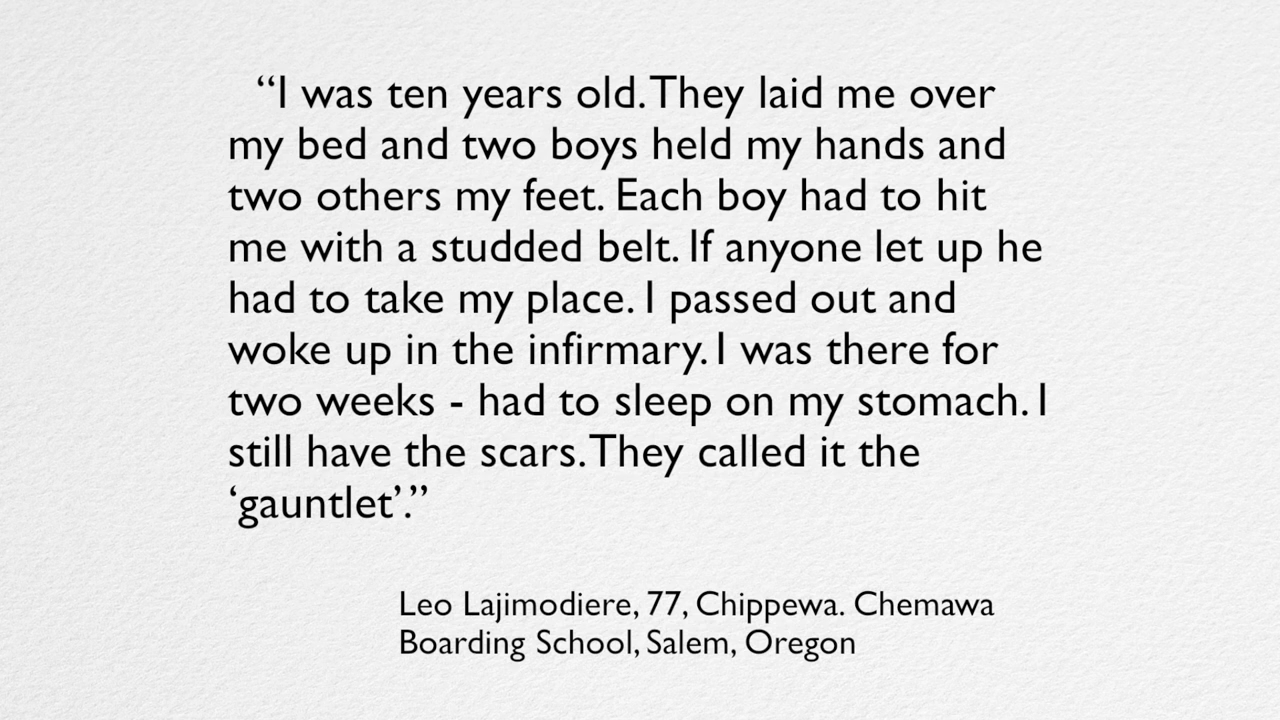 “I was ten years old. They laid me over
my bed and two boys held my hands and
two others my feet. Each boy had to hit
me with a studded belt. If anyone let up he
had to take my place. I passed out and
woke up in the infirmary. I was there for
two weeks - had to sleep on my stomach. I
still have the scars. They called it the
‘gauntlet’.”
Leo Lajimodiere, 77, Chippewa. Chemawa
Boarding School, Salem, Oregon